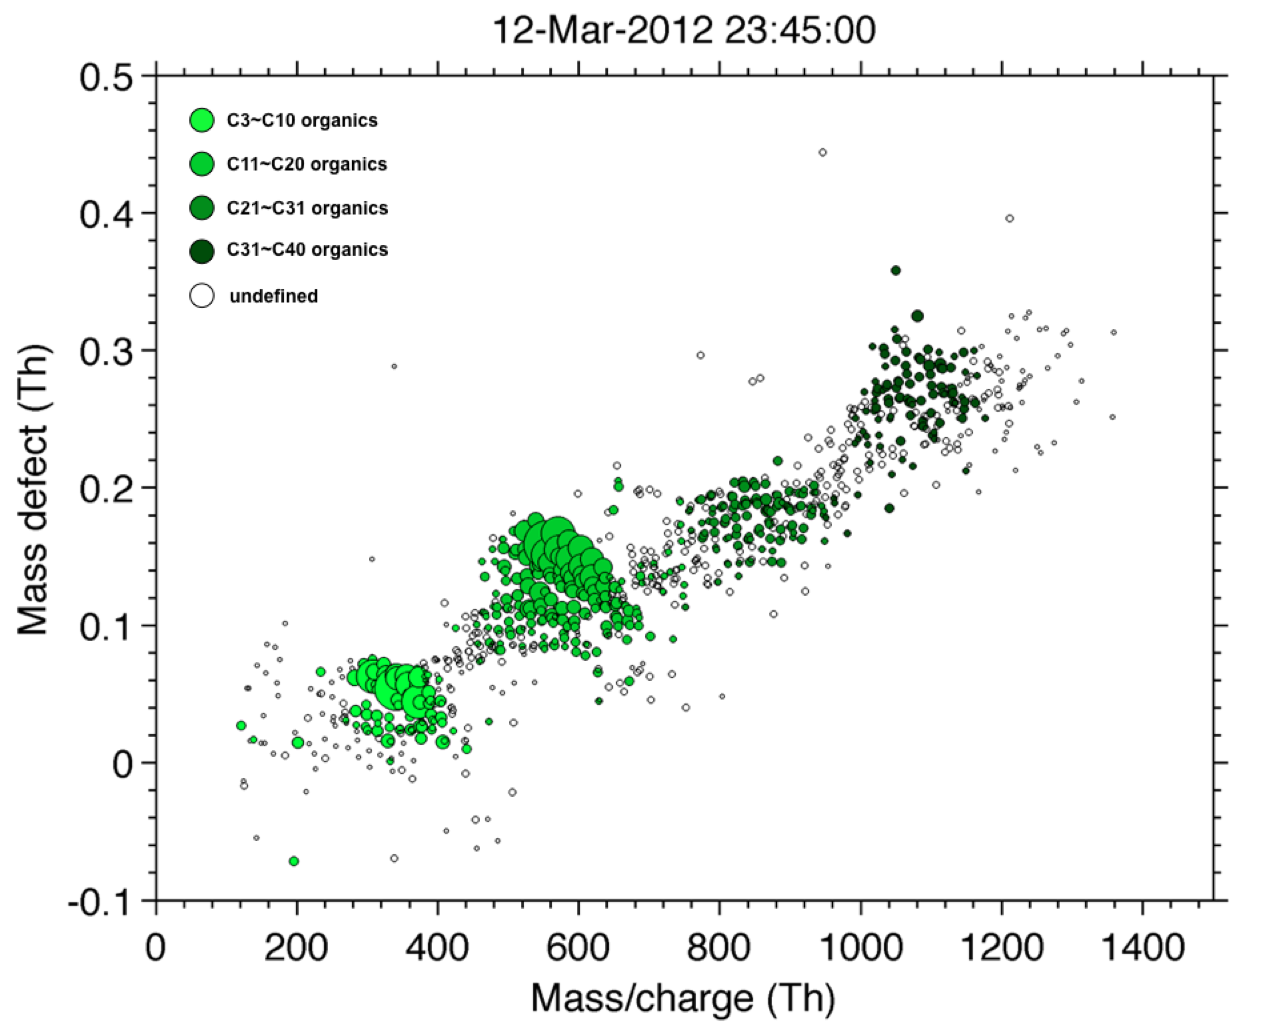 12-Mar-2012 23:45:00
0.5
0.4
0.3
0.2
0.1
0
-0.1
Mass defect (Th)
C3~C10 organics
C11~C20 organics
C21~C31 organics
C31~C40 organics
undefined
0 200 400 600 800 1000 1200 1400
Mass/charge (Th)